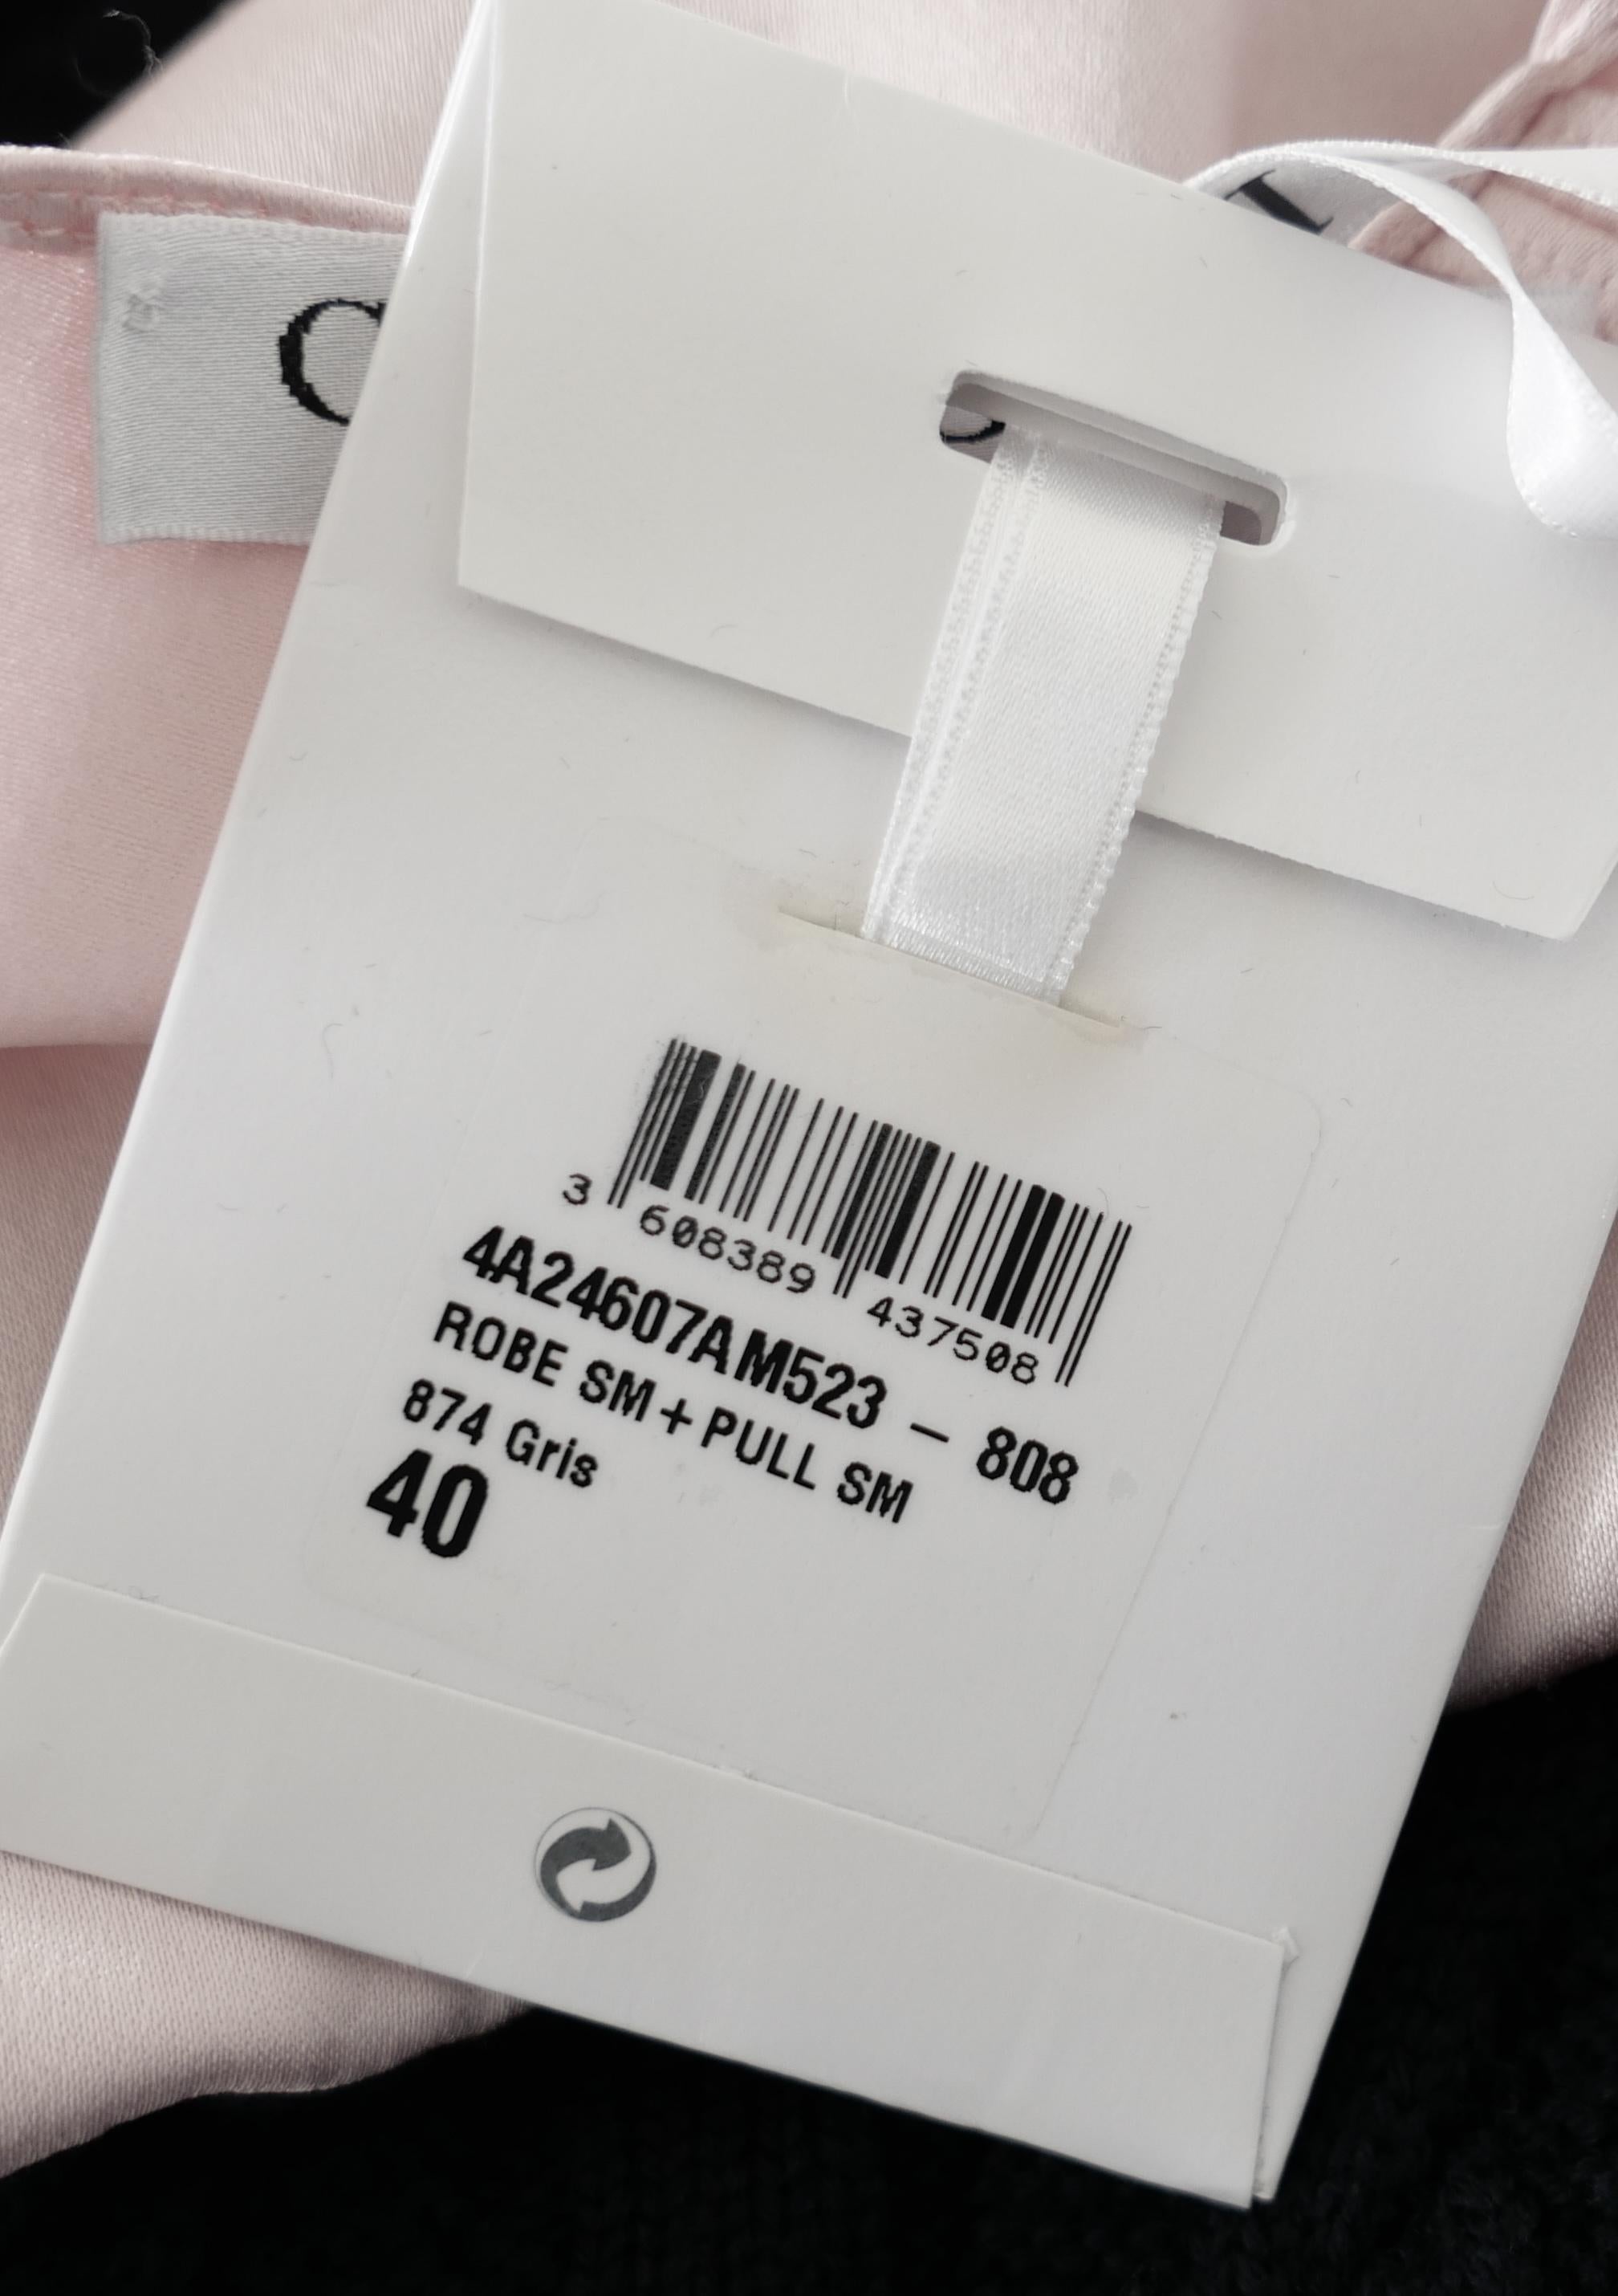 C
3 608389 437508
4A24607AM523 - 808
ROBE SM+PULL SM
874 Gris
40